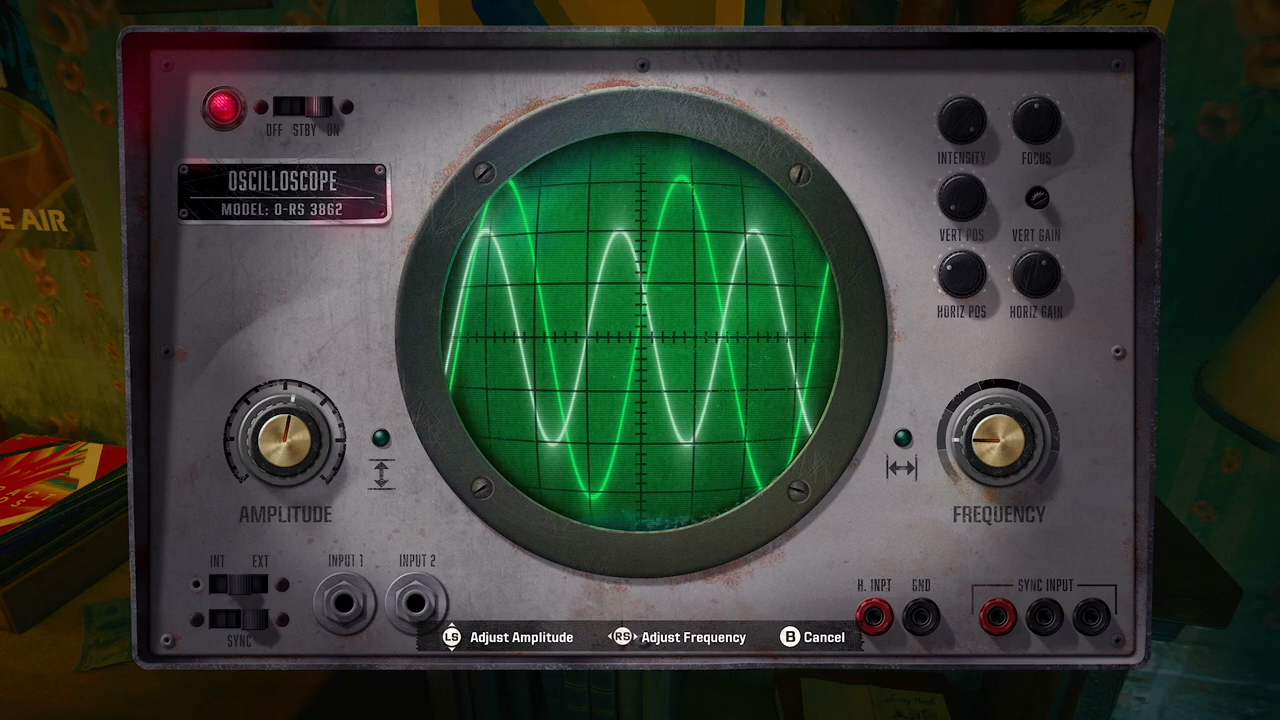 OFF STBY ON
OSCILLOSCOPE
MODEL: O-RS 3862
E AIR
INTENSITY FOCUS
VERT POS VERT GAIN
HORIZ POS HORIZ GAIN
AMPLITUDE
FREQUENCY
INT EXT
SYNC
INPUT 1 INPUT 2
H. INPT GND
SYNC INPUT
LS Adjust Amplitude RS Adjust Frequency B Cancel